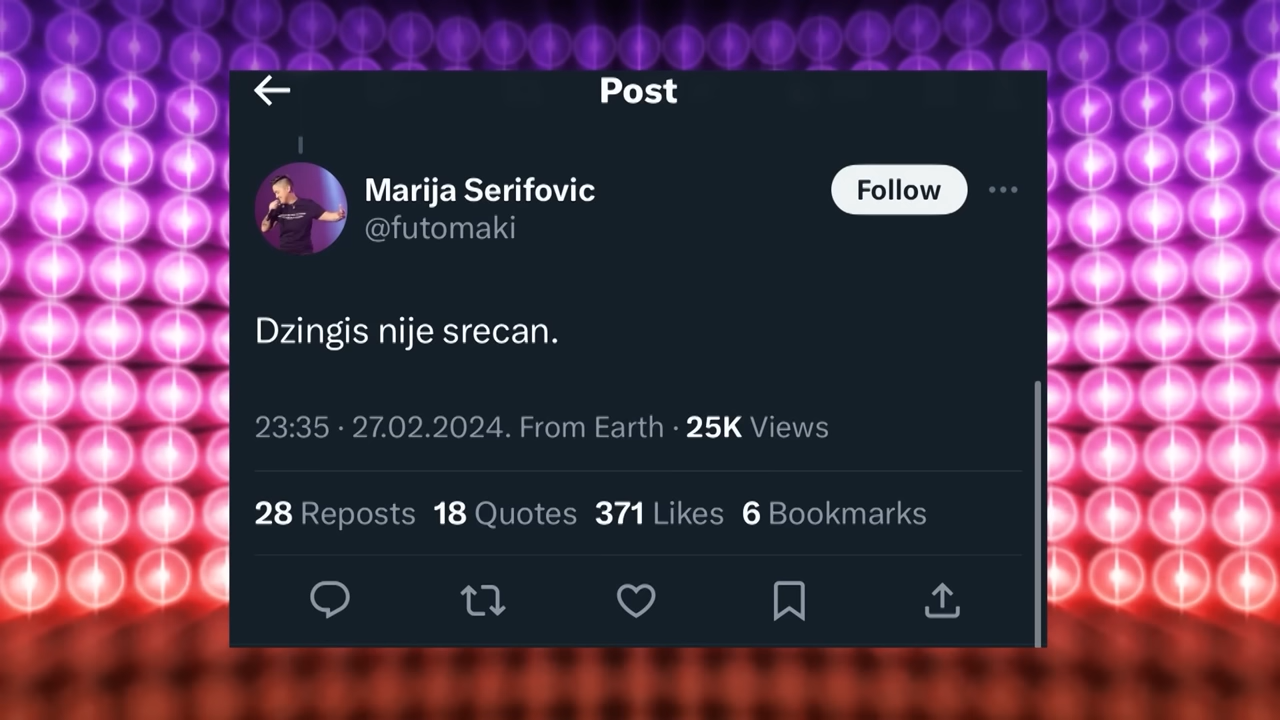 Post
Marija Serifovic
@futomaki
Follow
Dzingis nije srecan.
23:35 · 27.02.2024. From Earth · 25K Views
28 Reposts 18 Quotes 371 Likes 6 Bookmarks